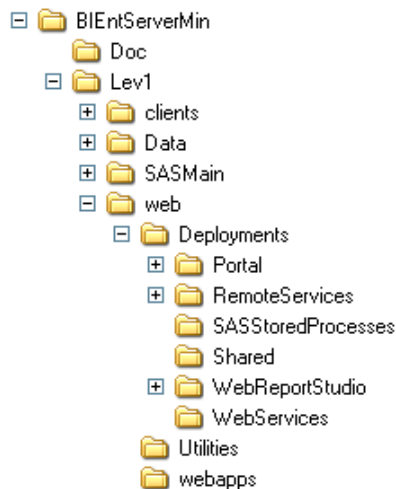 BIEntServerMin
Doc
Lev1
clients
Data
SASMain
web
Deployments
Portal
RemoteServices
SASStoredProcesses
Shared
WebReportStudio
WebServices
Utilities
webapps